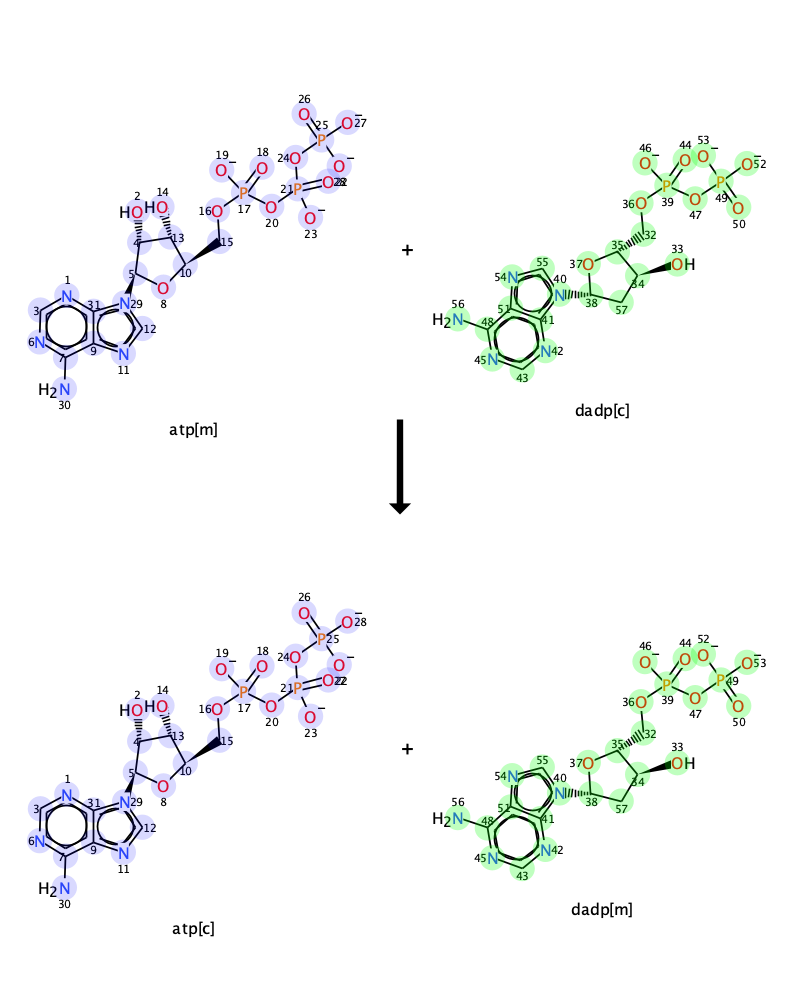 26
25
O
O⁻ 27
P
24
O
O⁻
19
O⁻
18
O
17
P
21
P
O 22
O⁻
23
20
O
16
O
15
2
HO
14
HO
4
13
5
10
O
8
1
N
3
31
N 29
12
6 N
7
9
N
11
H₂N
30
atp[m]
+
46
O⁻
44
O
53
O⁻
O⁻ 52
P
39
P
49
O
50
O
47
36 O
35
32
33
OH
34
37 O
38
57
55
54 N
40
N
56
H₂N
51
48
41
N 42
45 N
43
dadp[c]
26
O
O⁻ 28
P 25
24
O
O⁻
19
O⁻
18
O
17
P
21
P
O 22
O⁻
23
20
O
16
O
15
2
HO
14
HO
4
13
5
10
O
8
1
N
3
31
N 29
12
6 N
7
9
N
11
H₂N
30
atp[c]
+
46
O⁻
44
O
52
O⁻
O⁻ 53
P
39
P 49
O
50
O
47
36 O
35
32
33
OH
34
37 O
38
57
55
54 N
40
N
56
H₂N
51
48
41
N 42
45 N
43
dadp[m]